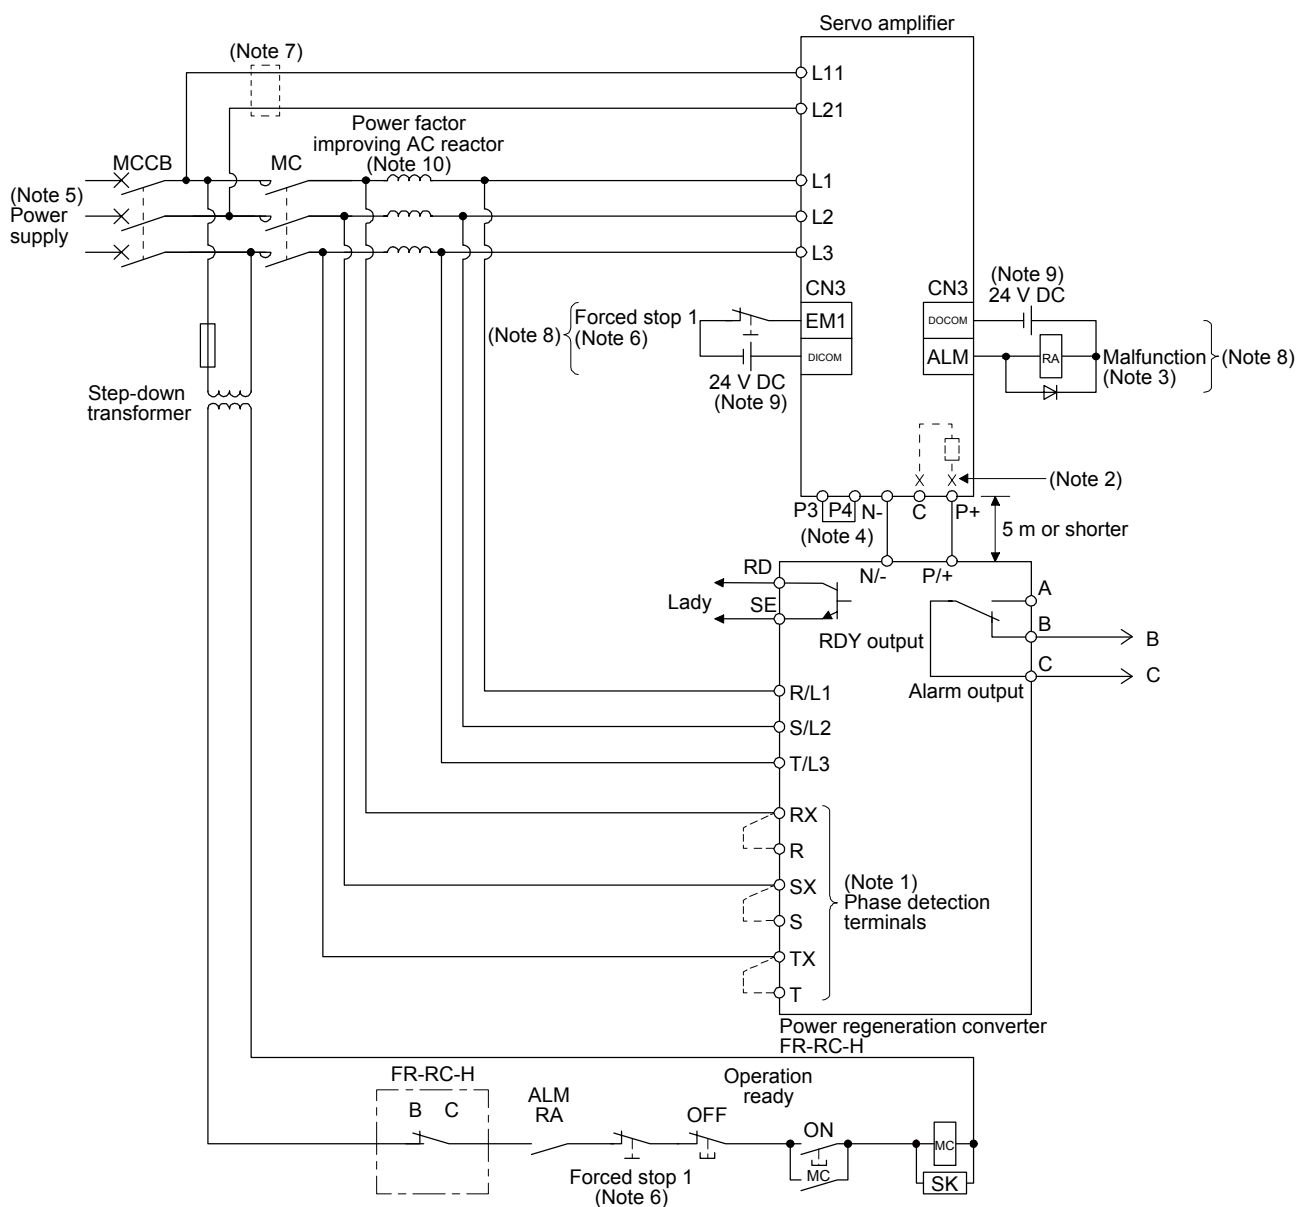 Servo amplifier
(Note 7)
L11
L21
Power factor
improving AC reactor
(Note 10)
MCCB
MC
(Note 5)
Power
supply
L1
L2
L3
CN3
CN3
(Note 9)
24 V DC
(Note 8)
Forced stop 1
(Note 6)
EM1
DICOM
24 V DC
(Note 9)
DOCOM
ALM
RA
Malfunction
(Note 3)
(Note 8)
Step-down
transformer
(Note 2)
P3
P4
N-
C
P+
(Note 4)
5 m or shorter
N/-
P/+
RD
SE
Lady
RDY output
A
B
B
C
C
Alarm output
R/L1
S/L2
T/L3
RX
R
SX
S
TX
T
(Note 1)
Phase detection
terminals
Power regeneration converter
FR-RC-H
FR-RC-H
B C
ALM
RA
Forced stop 1
(Note 6)
OFF
Operation
ready
ON
MC
MC
SK